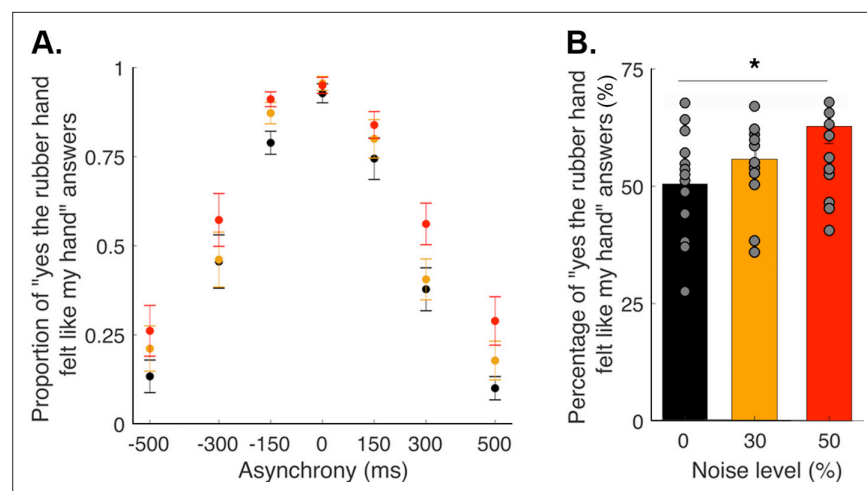 A.
Proportion of "yes the rubber hand
felt like my hand" answers
1
0.75
0.5
0.25
0
-500
-300
-150
0
150
300
500
Asynchrony (ms)
B.
*
Percentage of "yes the rubber hand
felt like my hand" answers (%)
75
50
25
0
0
30
50
Noise level (%)